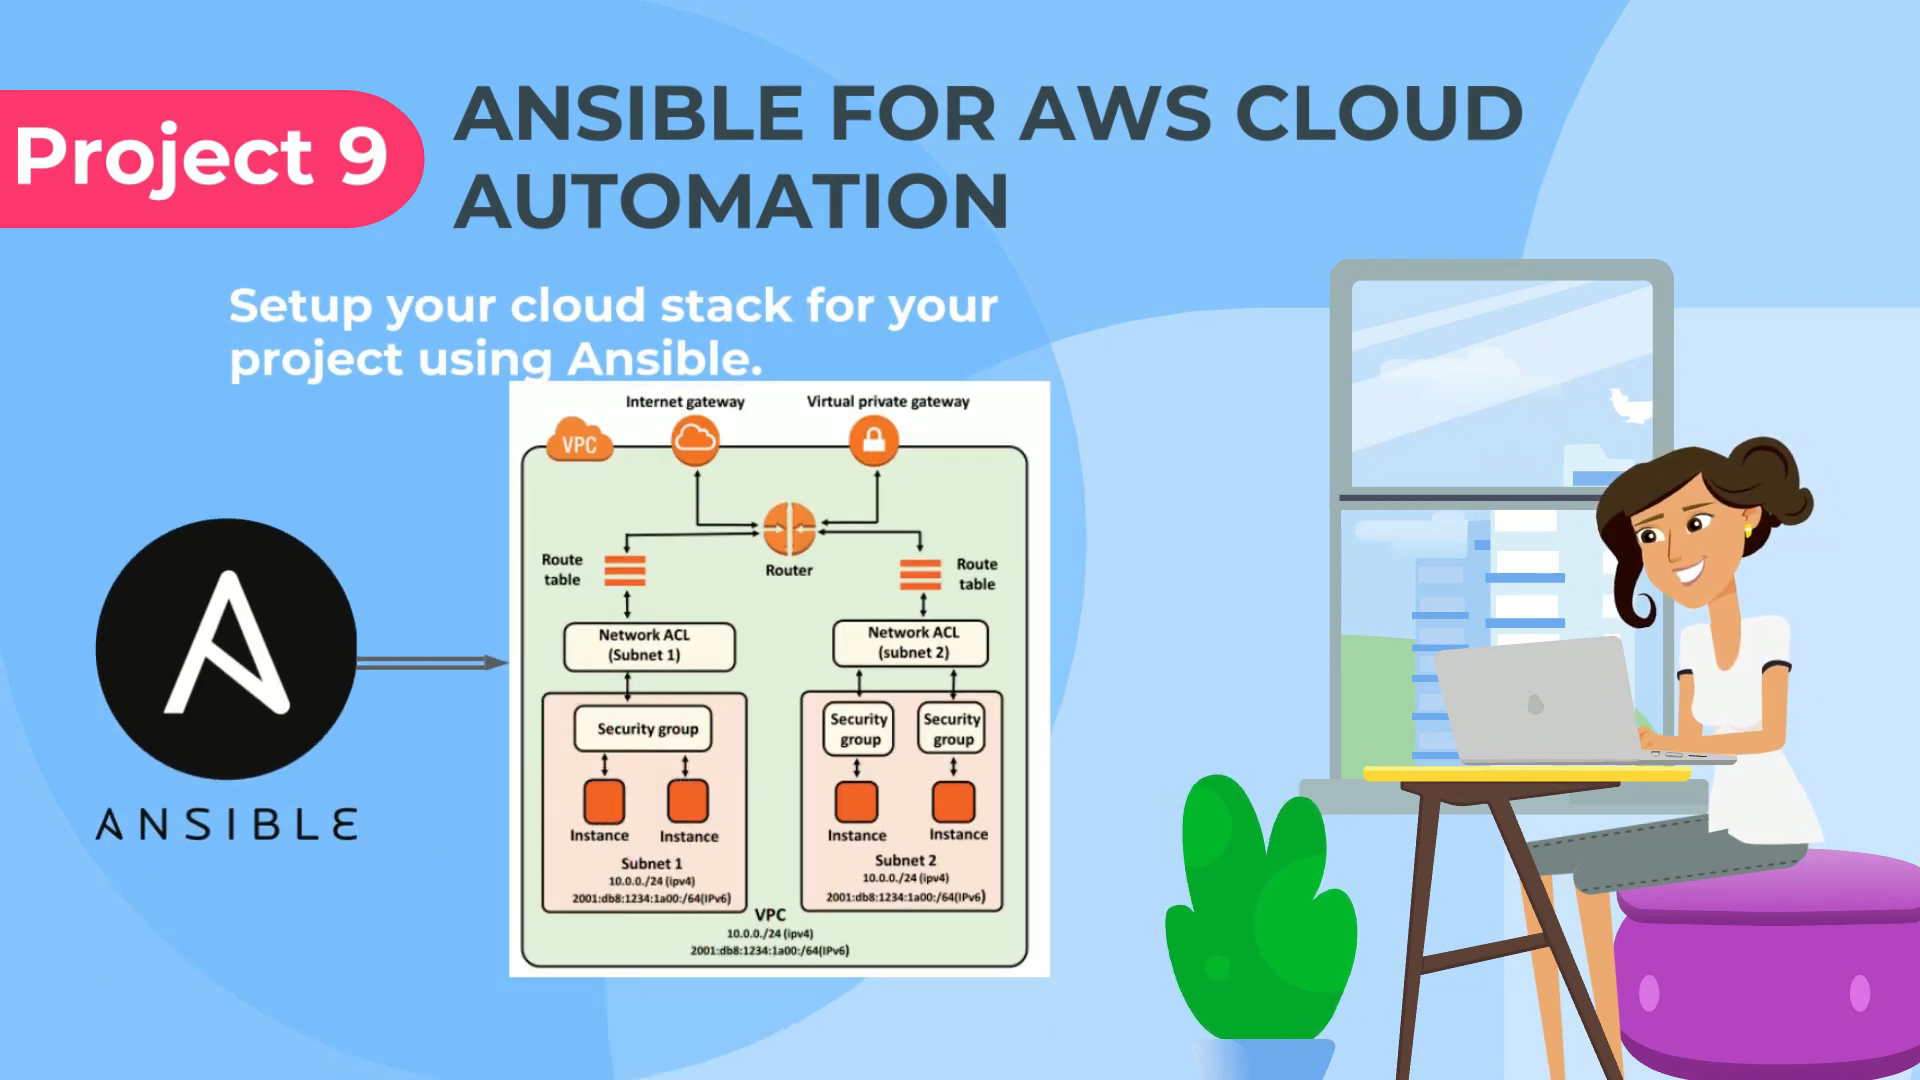 Project 9
ANSIBLE FOR AWS CLOUD
AUTOMATION
Setup your cloud stack for your
project using Ansible.
Internet gateway
Virtual private gateway
VPC
Route
table
Router
Route
table
Network ACL
(Subnet 1)
Network ACL
(subnet 2)
Security group
Security
group
Security
group
Instance
Instance
Instance
Instance
Subnet 1
10.0.0./24 (ipv4)
2001:db8:1234:1a00:/64(IPv6)
Subnet 2
10.0.0./24 (ipv4)
2001:db8:1234:1a00:/64(IPv6)
VPC
10.0.0./24 (ipv4)
2001:db8:1234:1a00:/64(IPv6)
ANSIBLE